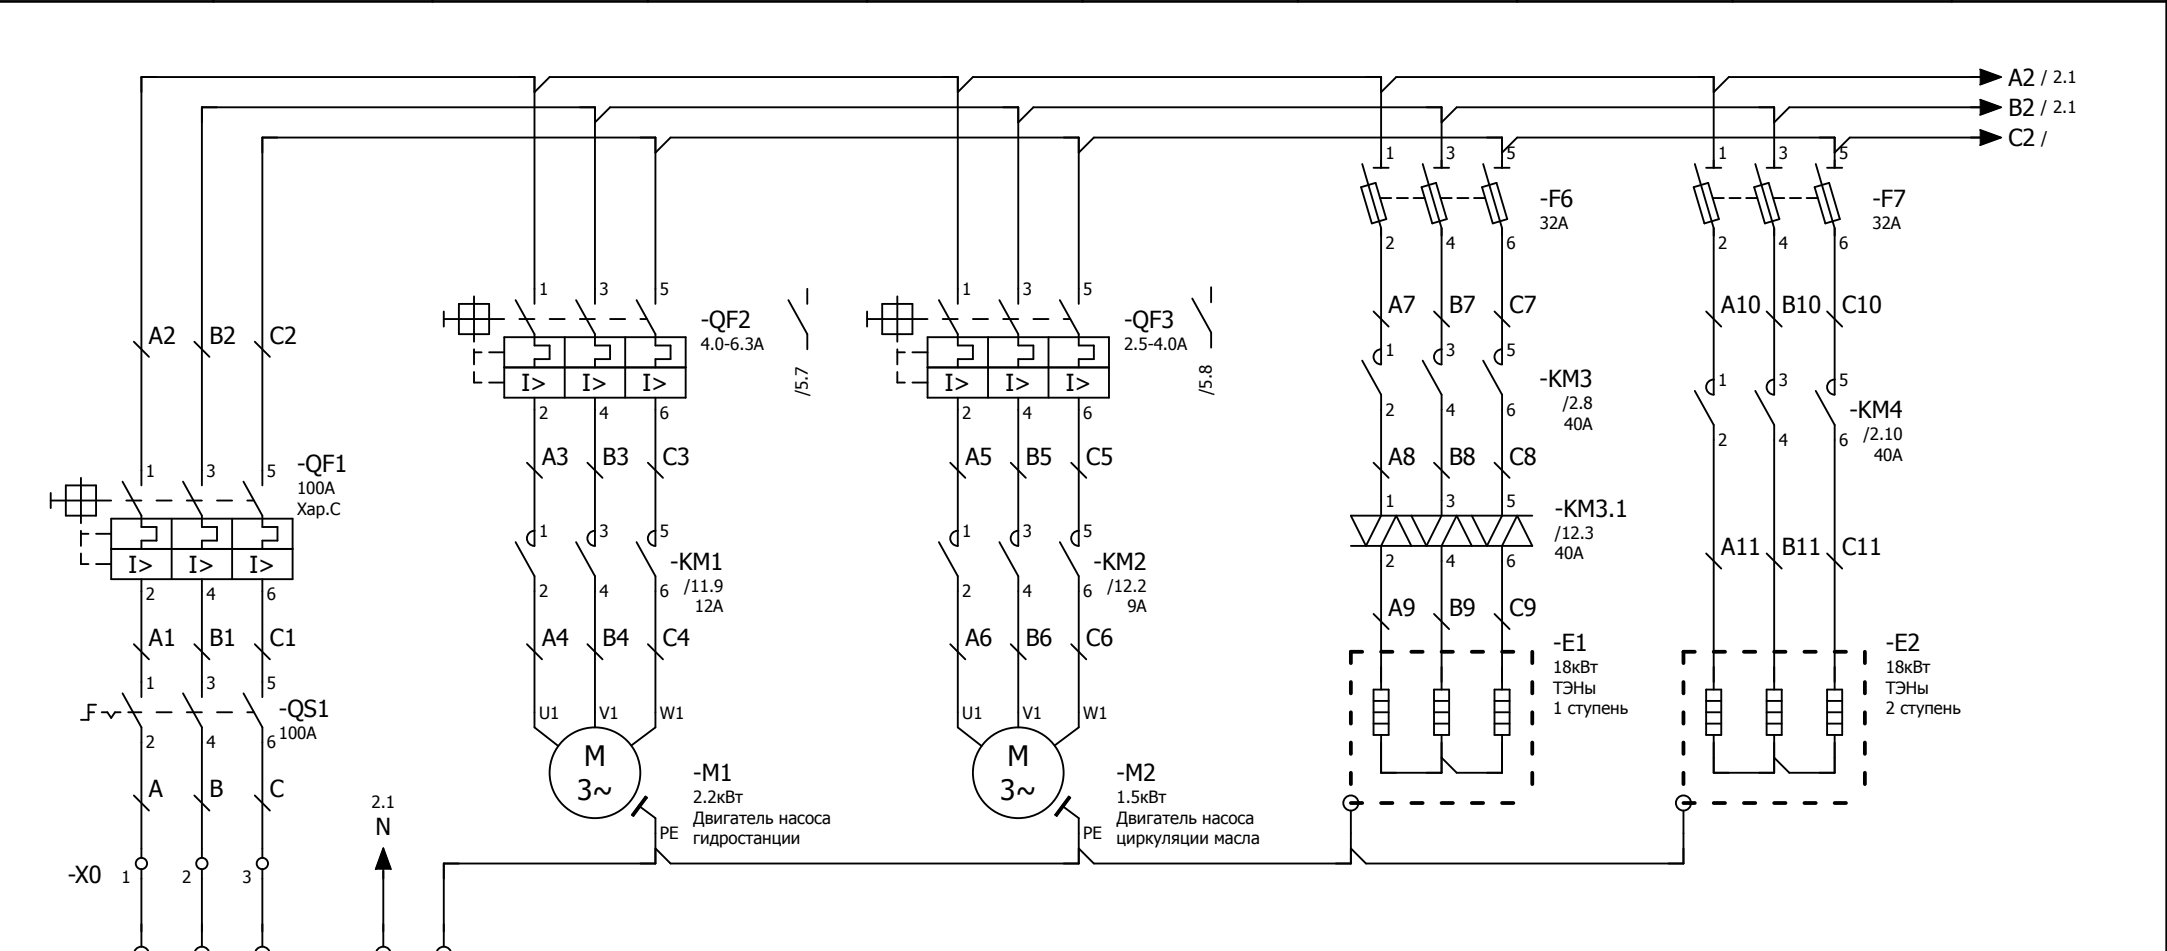 A2 / 2.1
B2 / 2.1
C2 /
1 3 5 1 3 5
-F6 -F7
32A 32A
2 4 6 2 4 6
1 3 5 1 3 5
-QF2 -QF3
4.0-6.3A 2.5-4.0A
/5.7 /5.8
A7 B7 C7 A10 B10 C10
A2 B2 C2
I> I> I> I> I> I>
1 3 5 1 3 5
-KM3 -KM4
/2.8 /2.10
40A 40A
2 4 6 2 4 6
2 4 6 2 4 6
A3 B3 C3 A5 B5 C5 A8 B8 C8
1 3 5
-QF1
100A
Хар.С
I> I> I>
2 4 6
1 3 5
-KM3.1
/12.3
40A
2 4 6
1 3 5 1 3 5
-KM1 -KM2
/11.9 /12.2
12A 9A
2 4 6 2 4 6
A11 B11 C11
A9 B9 C9
A1 B1 C1 A4 B4 C4 A6 B6 C6
-E1 -E2
18кВт 18кВт
ТЭНы ТЭНы
1 ступень 2 ступень
1 3 5
-QS1
100A
2 4 6
U1 V1 W1 U1 V1 W1
M M
3~ 3~
-M1 -M2
2.2кВт 1.5кВт
Двигатель насоса Двигатель насоса
гидростанции циркуляции масла
PE PE
A B C
2.1
N
-X0 1 2 3